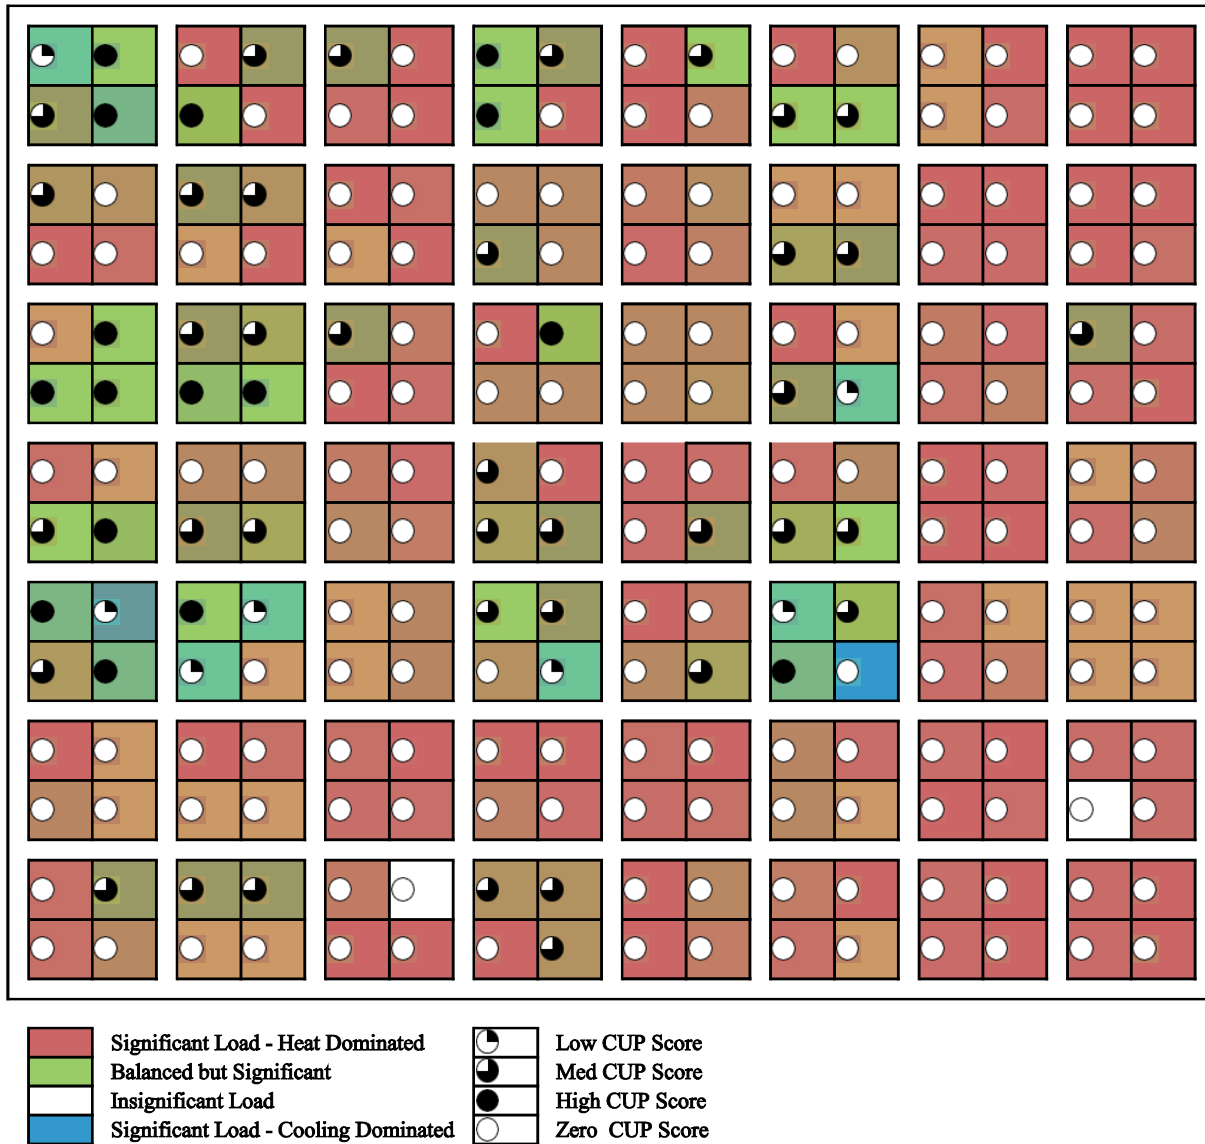 Significant Load - Heat Dominated
Balanced but Significant
Insignificant Load
Significant Load - Cooling Dominated
Low CUP Score
Med CUP Score
High CUP Score
Zero CUP Score